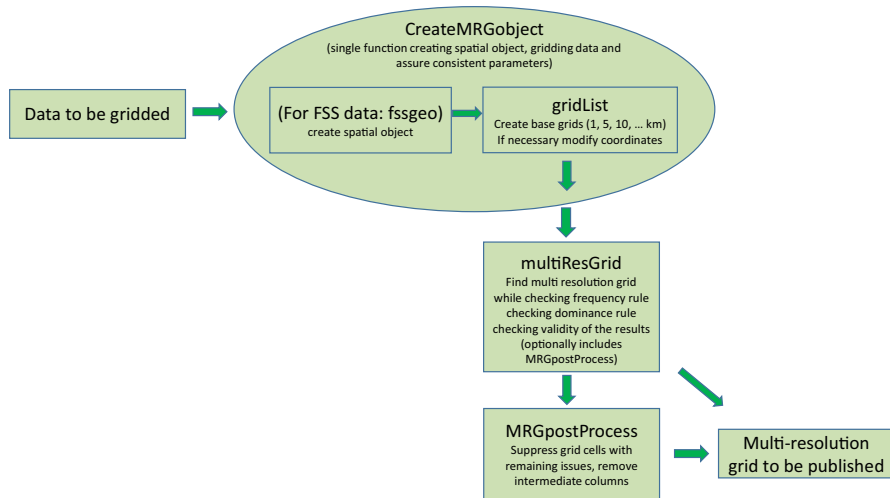 CreateMRGobject
(single function creating spatial object, gridding data and
assure consistent parameters)
Data to be gridded
(For FSS data: fssgeo)
create spatial object
gridList
Create base grids (1, 5, 10, ... km)
If necessary modify coordinates
multiResGrid
Find multi resolution grid
while checking frequency rule
checking dominance rule
checking validity of the results
(optionally includes
MRGpostProcess)
MRGpostProcess
Suppress grid cells with
remaining issues, remove
intermediate columns
Multi-resolution
grid to be published